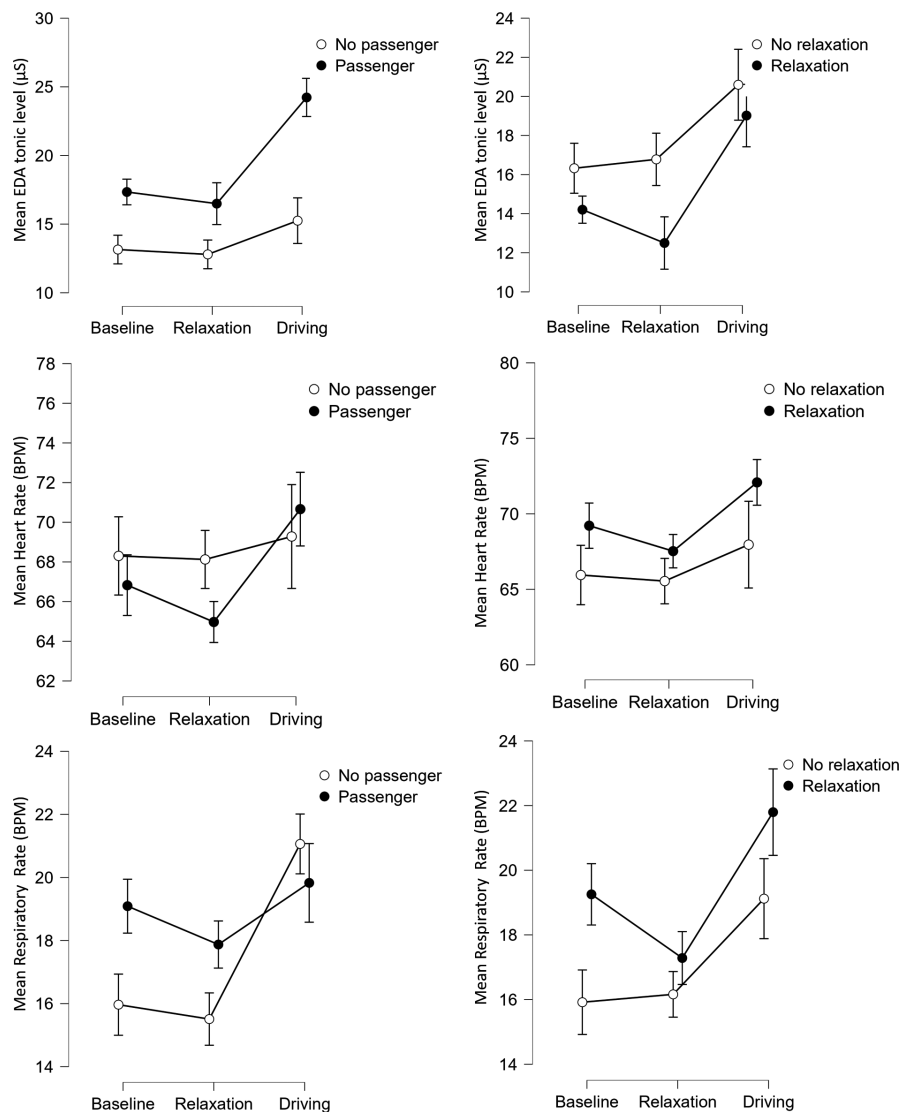 Mean EDA tonic level (µS)
30
25
20
15
10
No passenger
Passenger
Baseline Relaxation Driving
Mean EDA tonic level (µS)
24
22
20
18
16
14
12
10
No relaxation
Relaxation
Baseline Relaxation Driving
Mean Heart Rate (BPM)
78
76
74
72
70
68
66
64
62
No passenger
Passenger
Baseline Relaxation Driving
Mean Heart Rate (BPM)
80
75
70
65
60
No relaxation
Relaxation
Baseline Relaxation Driving
Mean Respiratory Rate (BPM)
24
22
20
18
16
14
No passenger
Passenger
Baseline Relaxation Driving
Mean Respiratory Rate (BPM)
24
22
20
18
16
14
No relaxation
Relaxation
Baseline Relaxation Driving